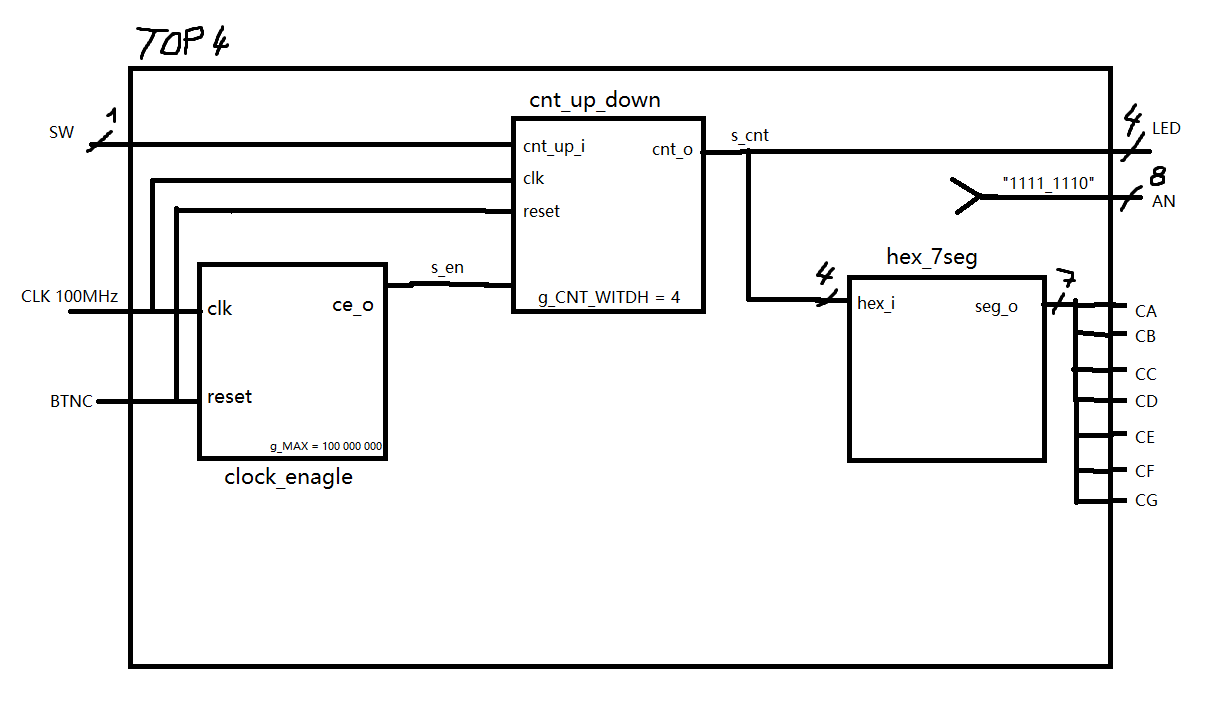 TOP 4
cnt_up_down
SW
1
cnt_up_i
clk
reset
cnt_o
g_CNT_WITDH = 4
s_cnt
4
LED
"1111_1110"
8
AN
s_en
CLK 100MHz
clk
ce_o
BTNC
reset
g_MAX = 100 000 000
clock_enagle
hex_7seg
4
hex_i
seg_o
7
CA
CB
CC
CD
CE
CF
CG